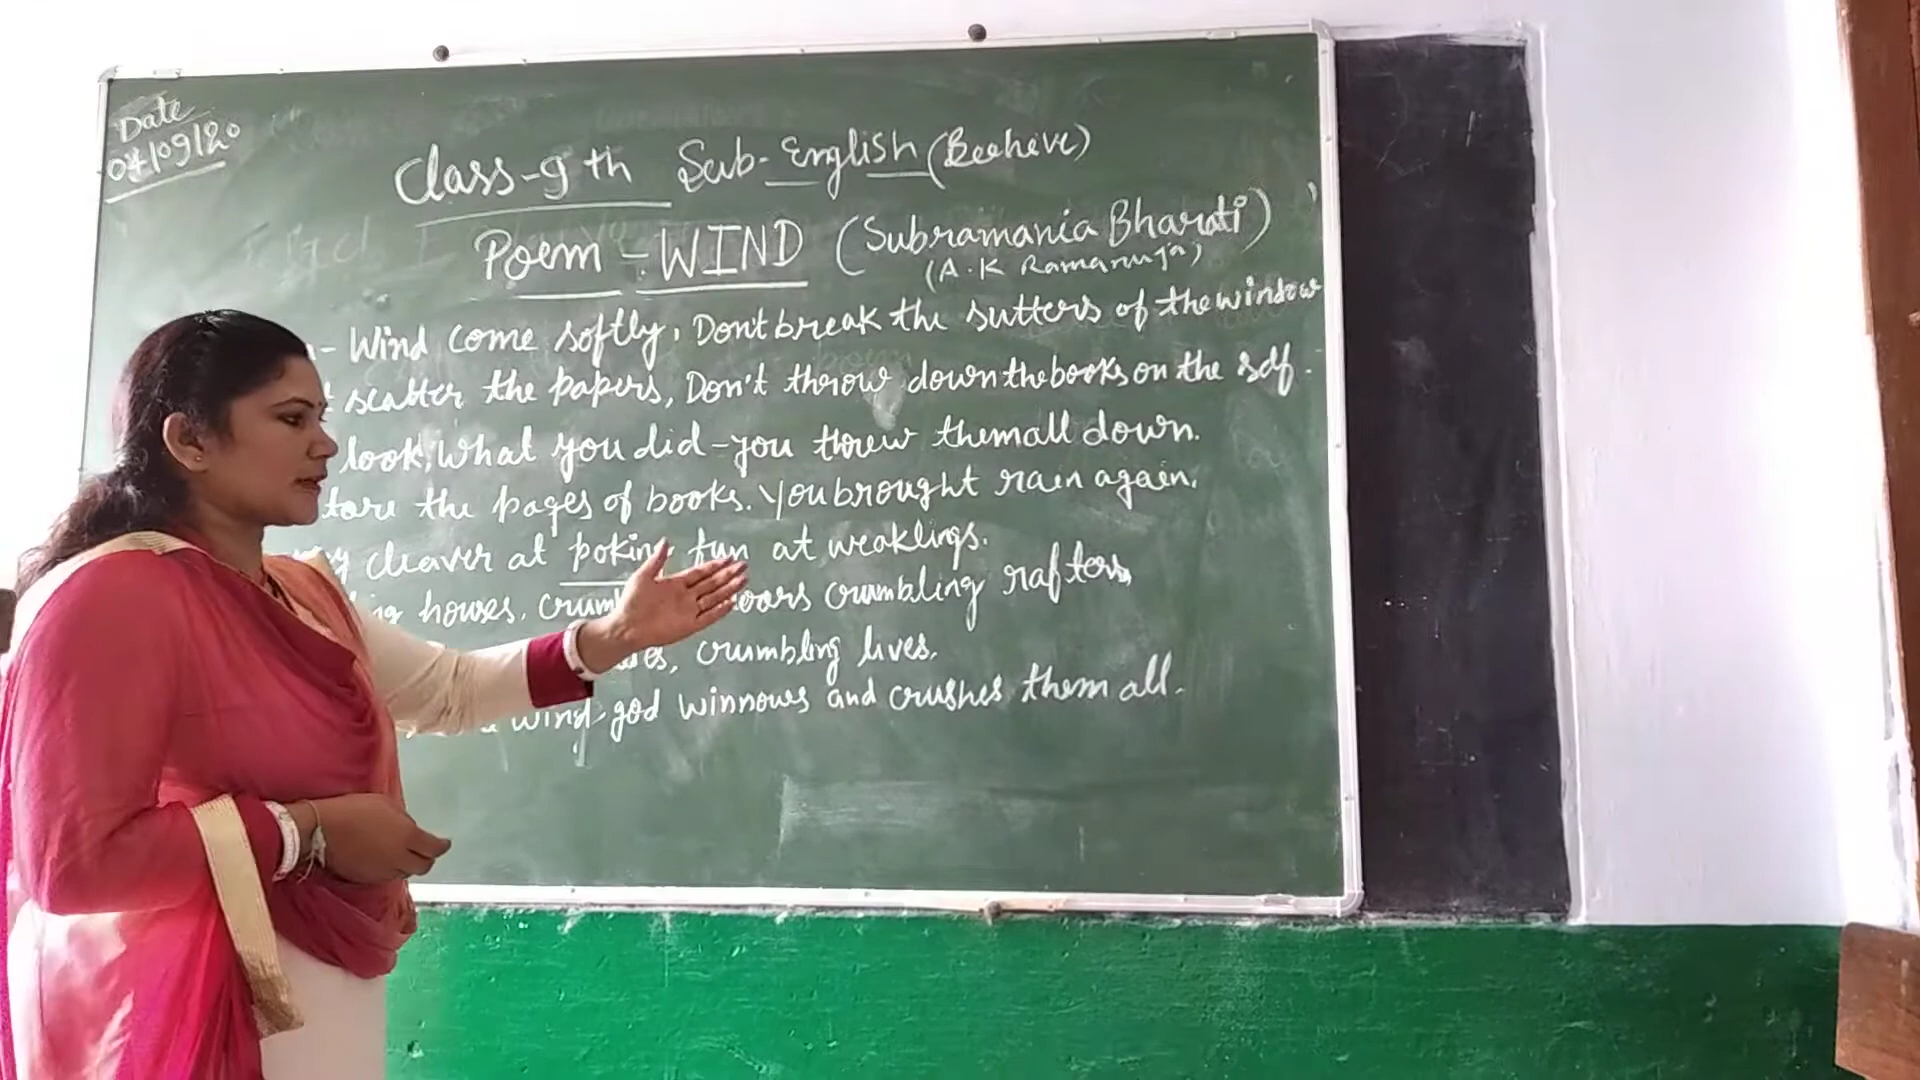 Date
04/09/20
Class-9th Sub-English (Beehive)
Poem - WIND (Subramania Bharati)
(A.K Ramanuja)
- Wind come softly, Don't break the sutters of the window
scatter the papers, Don't throw down the books on the self.
look, What you did - you threw them all down.
tore the pages of books. You brought rain again.
cleaver at poking fun at weaklings.
houses, crumbling rafters,
crumbling lives.
wind-god winnows and crushes them all.